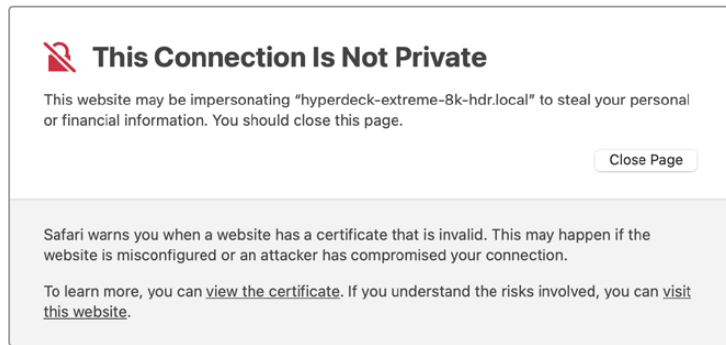 This Connection Is Not Private
This website may be impersonating “hyperdeck-extreme-8k-hdr.local” to steal your personal
or financial information. You should close this page.
Close Page
Safari warns you when a website has a certificate that is invalid. This may happen if the
website is misconfigured or an attacker has compromised your connection.
To learn more, you can view the certificate. If you understand the risks involved, you can visit
this website.